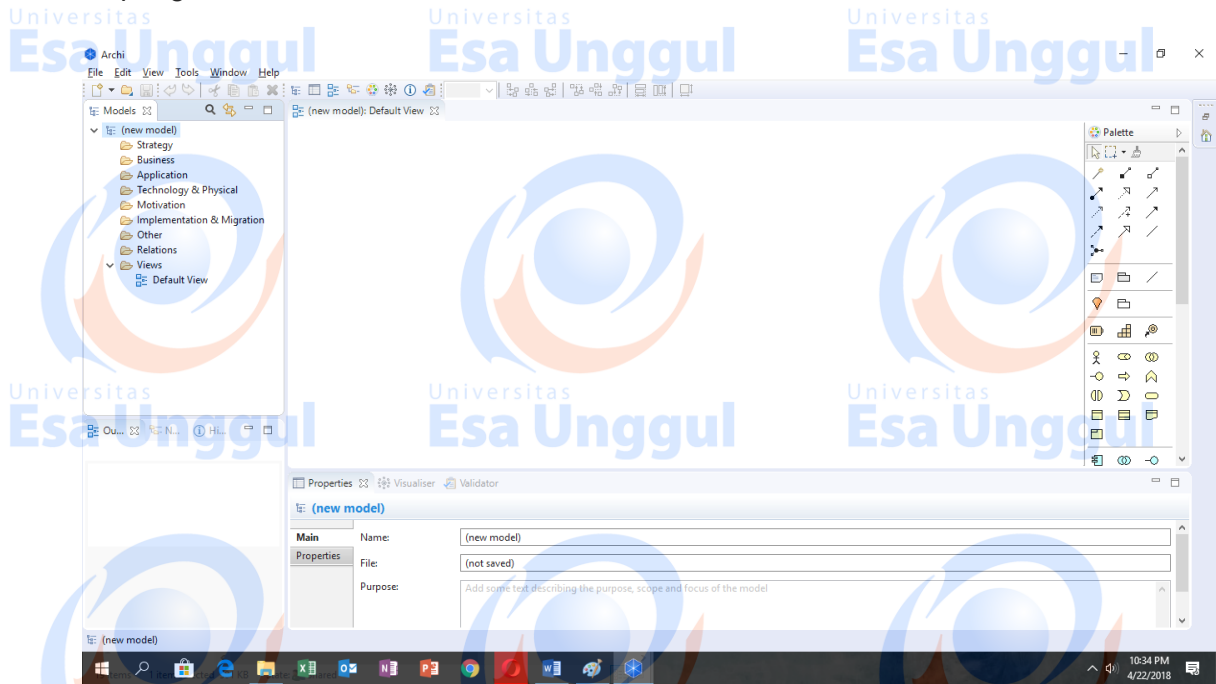 Universitas Universitas Universitas
Esa Unggul Esa Unggul Esa Unggul
Archi
File Edit View Tools Window Help
Models
(new model): Default View
Palette
(new model)
Strategy
Business
Application
Technology & Physical
Motivation
Implementation & Migration
Other
Relations
Views
Default View
Universitas Universitas Universitas
Esa Unggul Esa Unggul Esa Unggul
Ou... N... Hi...
Properties Visualiser Validator
(new model)
Main
Properties
Name: (new model)
File: (not saved)
Purpose: Add some text describing the purpose, scope and focus of the model
(new model)
10:34 PM
4/22/2018